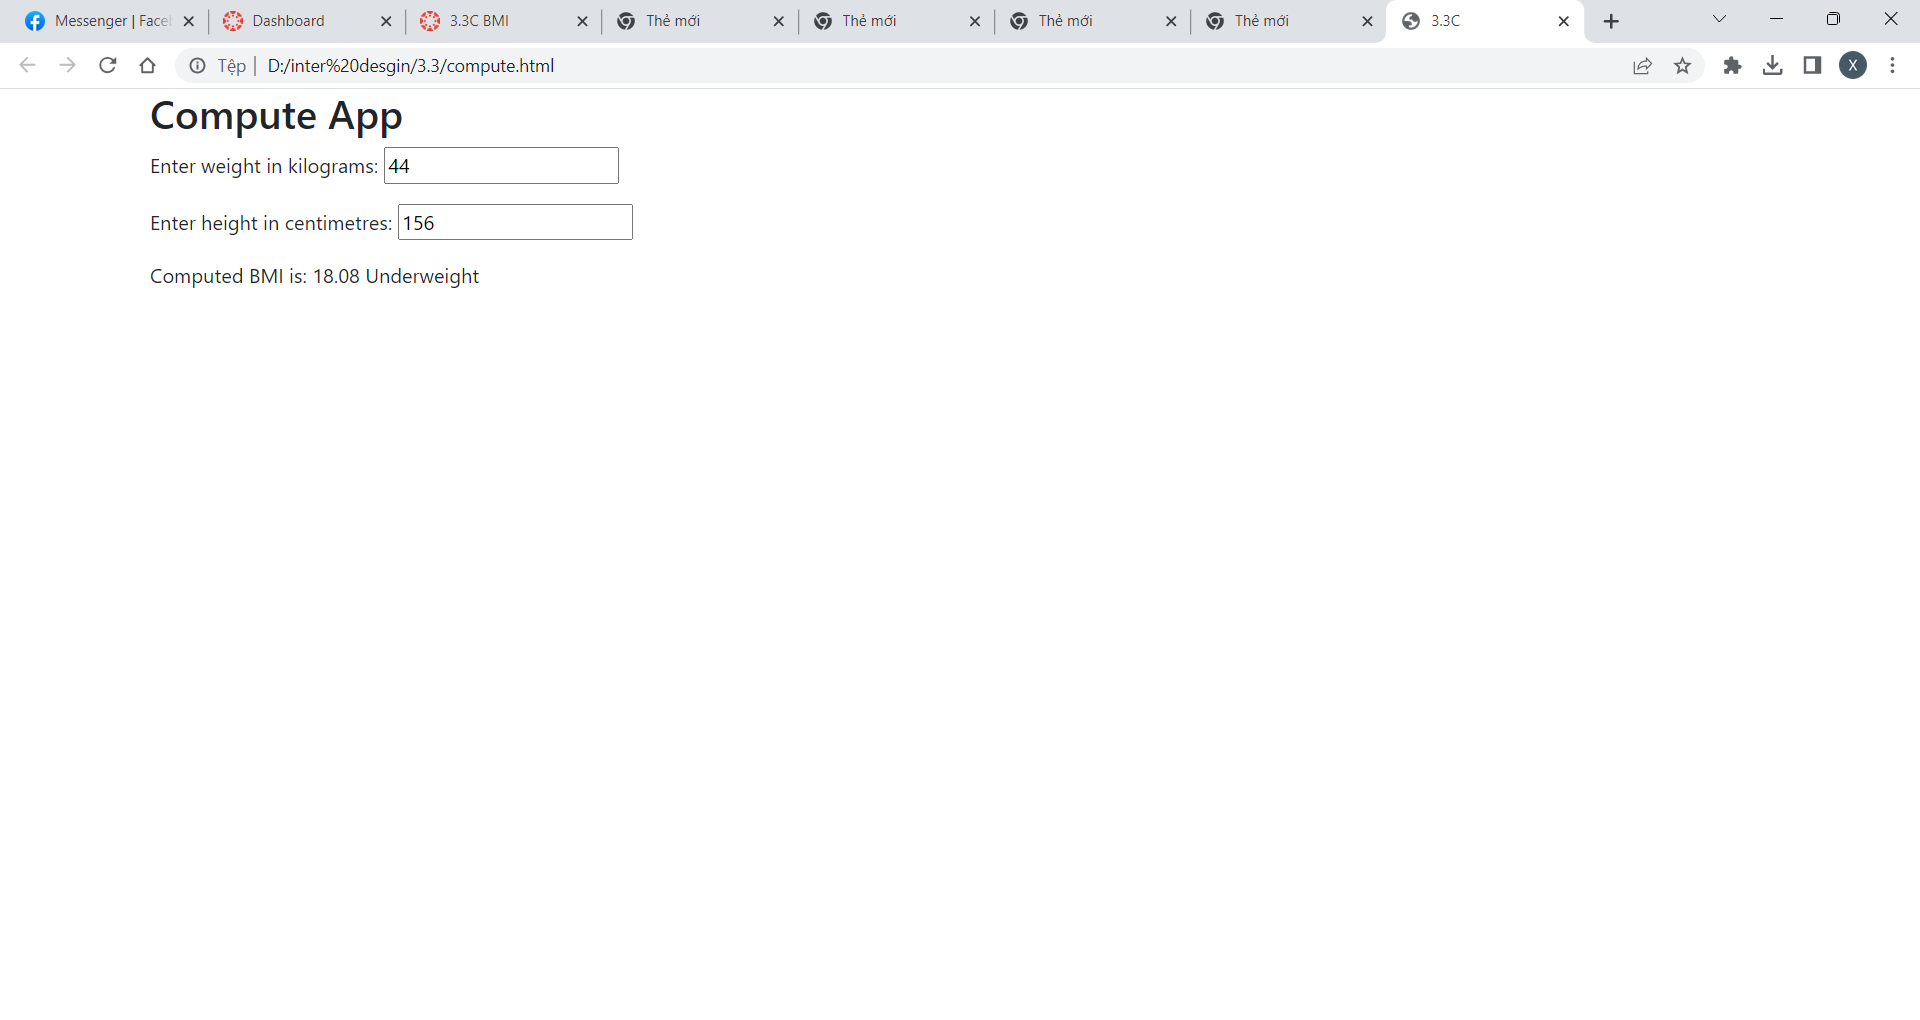 Messenger | Faceb
Dashboard
3.3C BMI
Thẻ mới
Thẻ mới
Thẻ mới
Thẻ mới
3.3C
Tệp | D:/inter%20desgin/3.3/compute.html
X
Compute App
Enter weight in kilograms: 44
Enter height in centimetres: 156
Computed BMI is: 18.08 Underweight